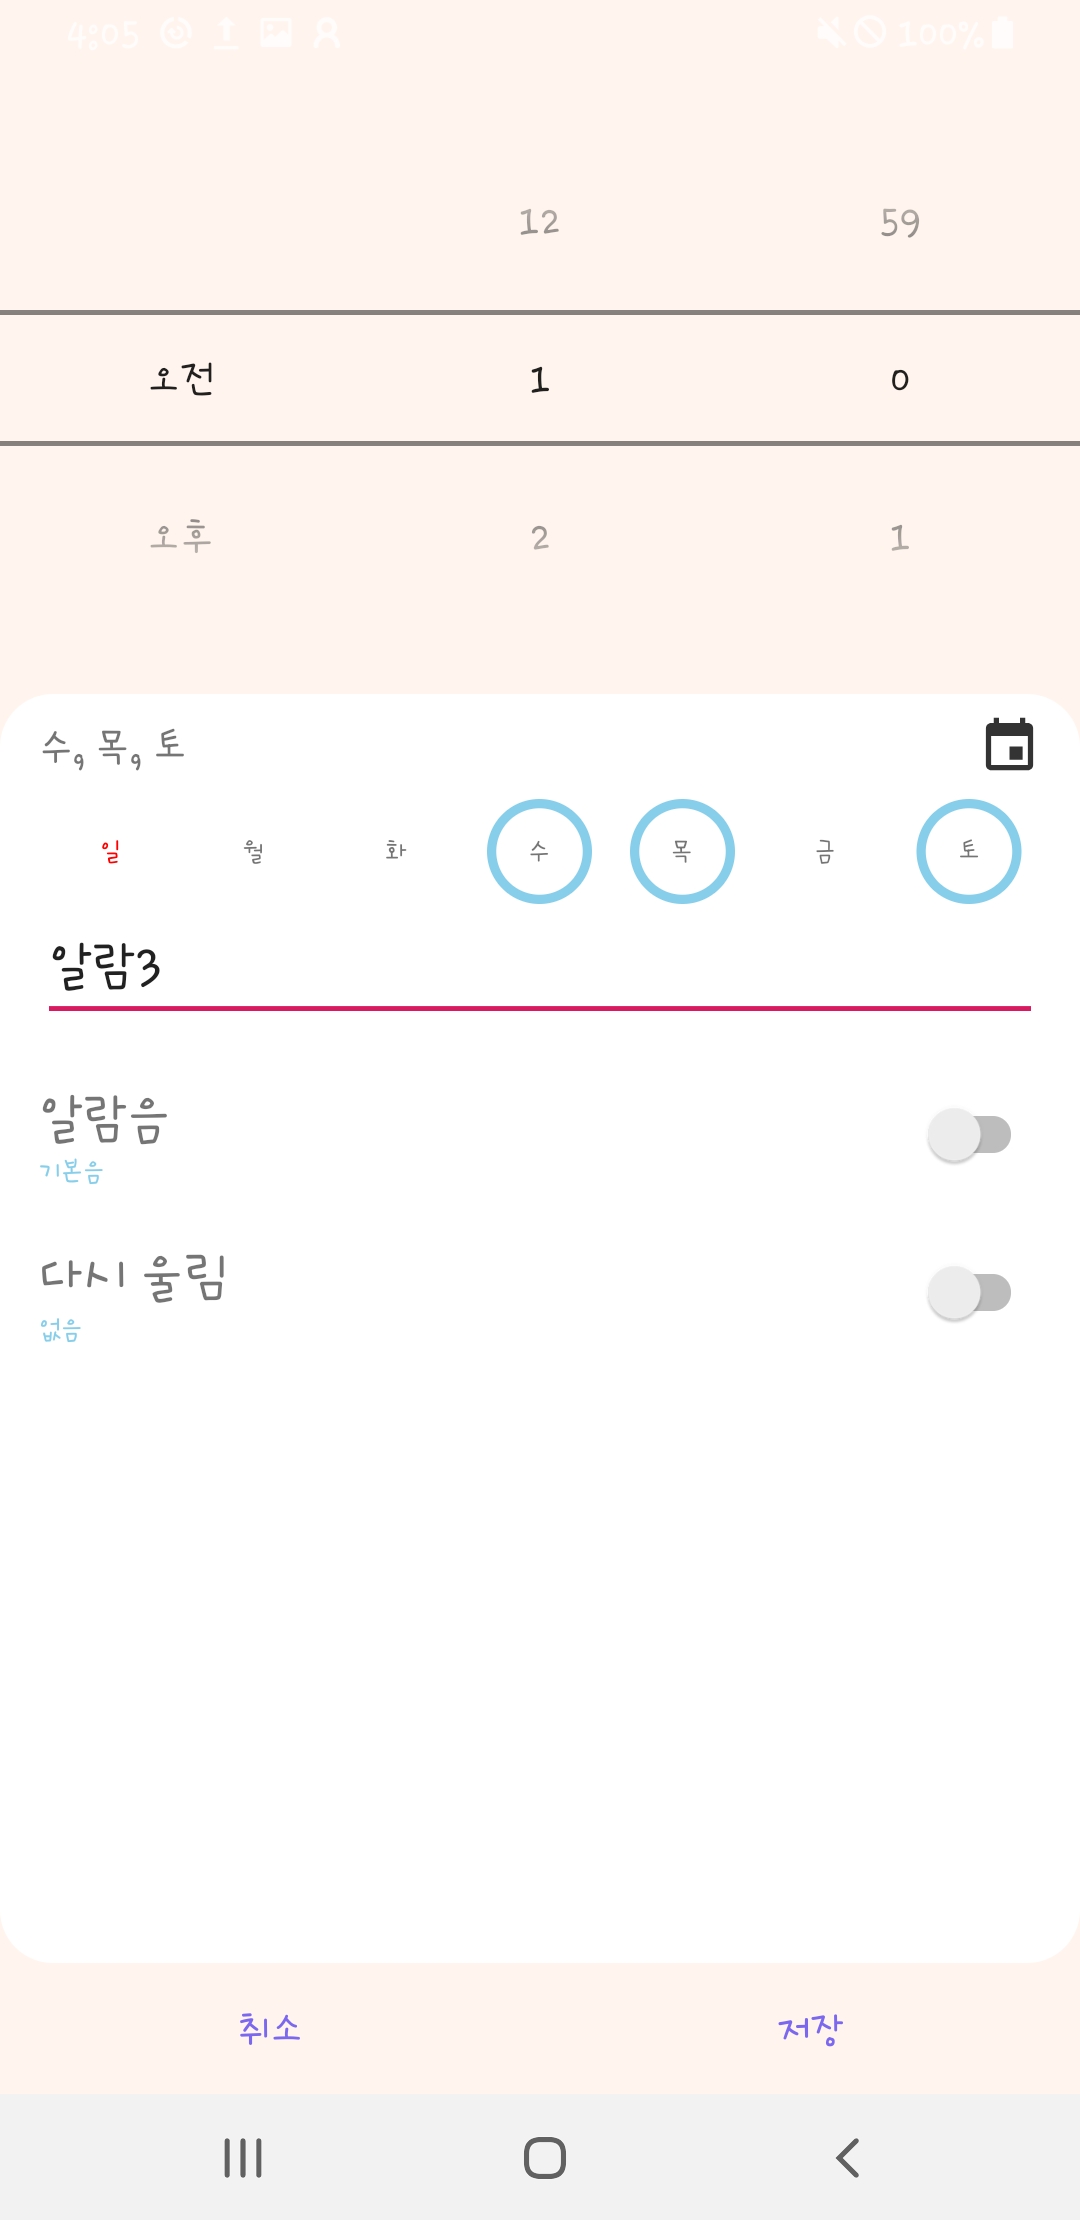 4:05 100%
12 59
오전 1 0
오후 2 1
수, 목, 토
일 월 화 수 목 금 토
알람3
알람음
기본음
다시 울림
없음
취소 저장